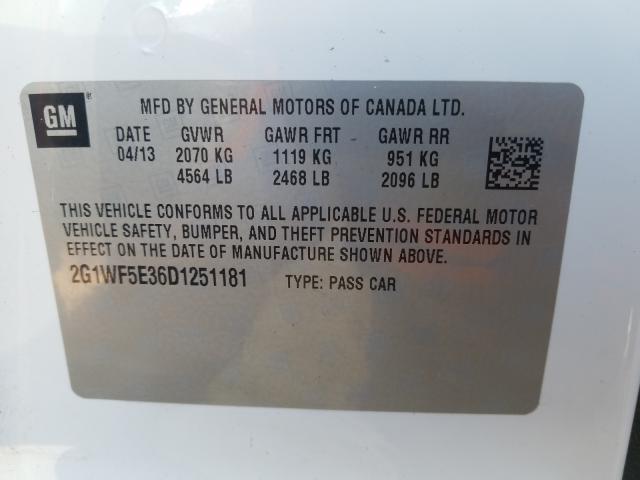 GM
MFD BY GENERAL MOTORS OF CANADA LTD.
DATE GVWR GAWR FRT GAWR RR
04/13 2070 KG 1119 KG 951 KG
4564 LB 2468 LB 2096 LB
THIS VEHICLE CONFORMS TO ALL APPLICABLE U.S. FEDERAL MOTOR
VEHICLE SAFETY, BUMPER, AND THEFT PREVENTION STANDARDS IN
EFFECT ON THE DATE OF MANUFACTURE SHOWN ABOVE.
2G1WF5E36D1251181 TYPE: PASS CAR